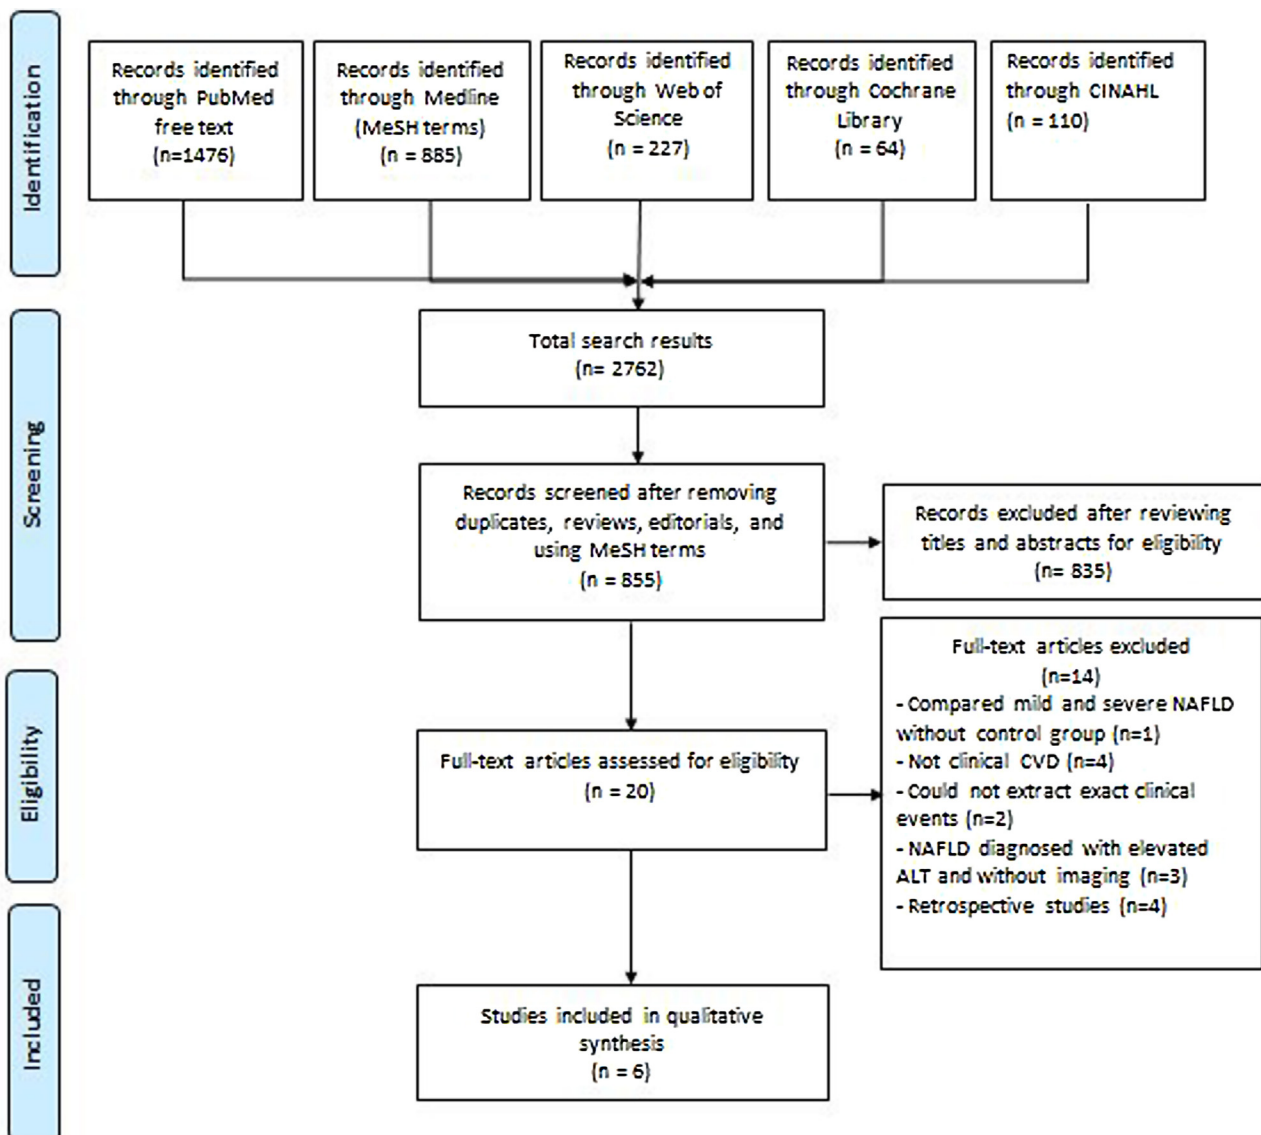 Identification
Records identified
through PubMed
free text
(n=1476)
Records identified
through Medline
(MeSH terms)
(n = 885)
Records identified
through Web of
Science
(n = 227)
Records identified
through Cochrane
Library
(n = 64)
Records identified
through CINAHL
(n = 110)
Screening
Total search results
(n= 2762)
Records screened after removing
duplicates, reviews, editorials, and
using MeSH terms
(n = 855)
Records excluded after reviewing
titles and abstracts for eligibility
(n= 835)
Eligibility
Full-text articles assessed for eligibility
(n = 20)
Full-text articles excluded
(n=14)
- Compared mild and severe NAFLD
without control group (n=1)
- Not clinical CVD (n=4)
- Could not extract exact clinical
events (n=2)
- NAFLD diagnosed with elevated
ALT and without imaging (n=3)
- Retrospective studies (n=4)
Included
Studies included in qualitative
synthesis
(n = 6)